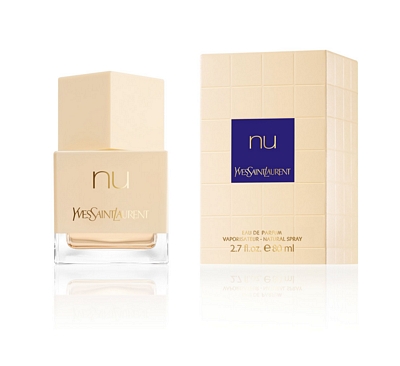 nu
YVESSAINTLAURENT
nu
YVESSAINTLAURENT
EAU DE PARFUM
VAPORISATEUR - NATURAL SPRAY
2.7 fl.oz. ℮ 80 ml